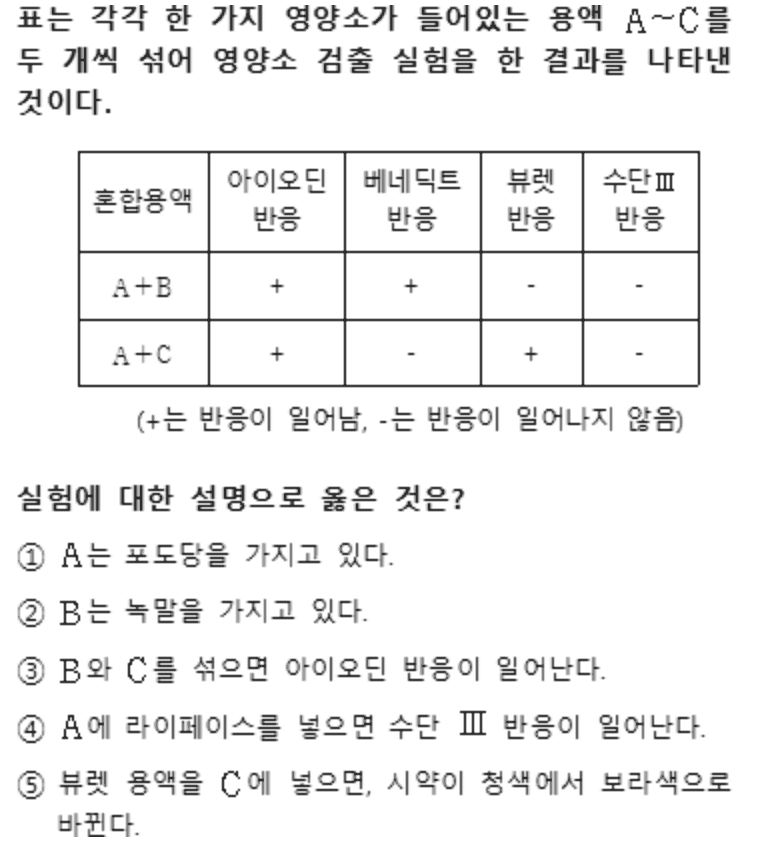 표는 각각 한 가지 영양소가 들어있는 용액 A~C를
두 개씩 섞어 영양소 검출 실험을 한 결과를 나타낸
것이다.
혼합용액 아이오딘 반응 베네딕트 반응 뷰렛 반응 수단Ⅲ 반응
A+B + + - -
A+C + - + -
(+는 반응이 일어남, -는 반응이 일어나지 않음)
실험에 대한 설명으로 옳은 것은?
① A는 포도당을 가지고 있다.
② B는 녹말을 가지고 있다.
③ B와 C를 섞으면 아이오딘 반응이 일어난다.
④ A에 라이페이스를 넣으면 수단 Ⅲ 반응이 일어난다.
⑤ 뷰렛 용액을 C에 넣으면, 시약이 청색에서 보라색으로
바뀐다.